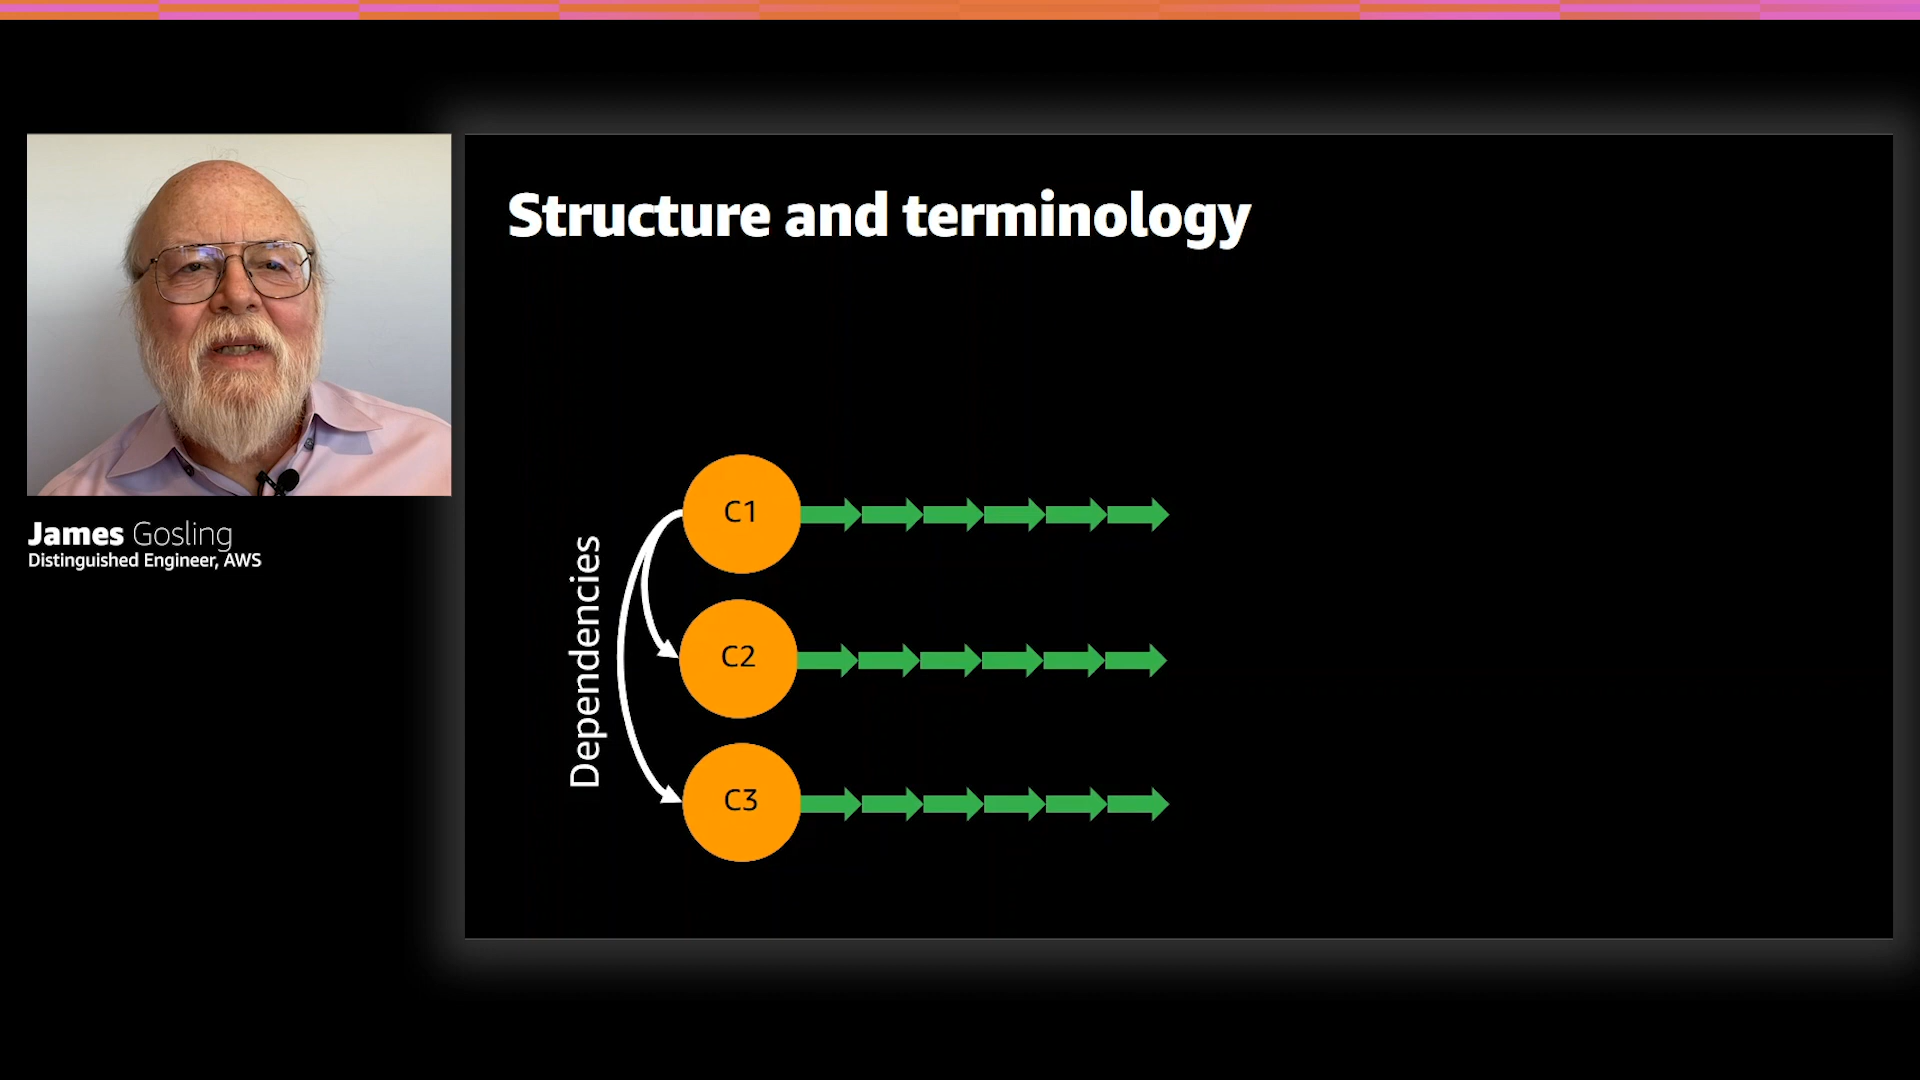 James Gosling
Distinguished Engineer, AWS
Structure and terminology
Dependencies
C1
C2
C3